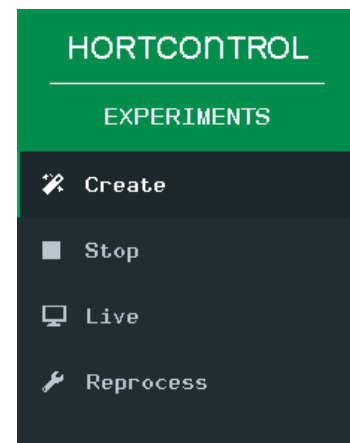 HORTCONTROL
EXPERIMENTS
Create
Stop
Live
Reprocess